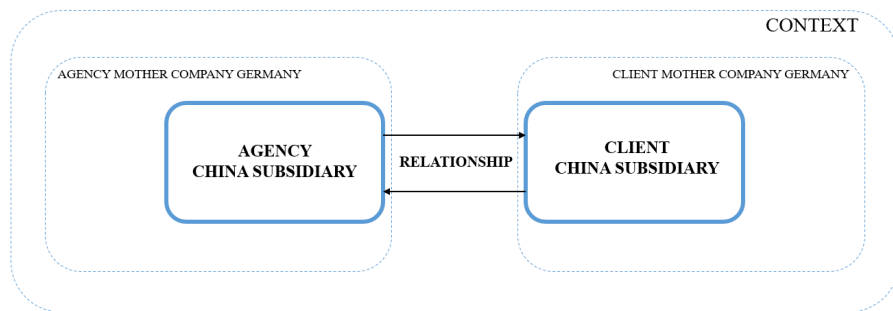 CONTEXT
AGENCY MOTHER COMPANY GERMANY
CLIENT MOTHER COMPANY GERMANY
AGENCY
CHINA SUBSIDIARY
RELATIONSHIP
CLIENT
CHINA SUBSIDIARY